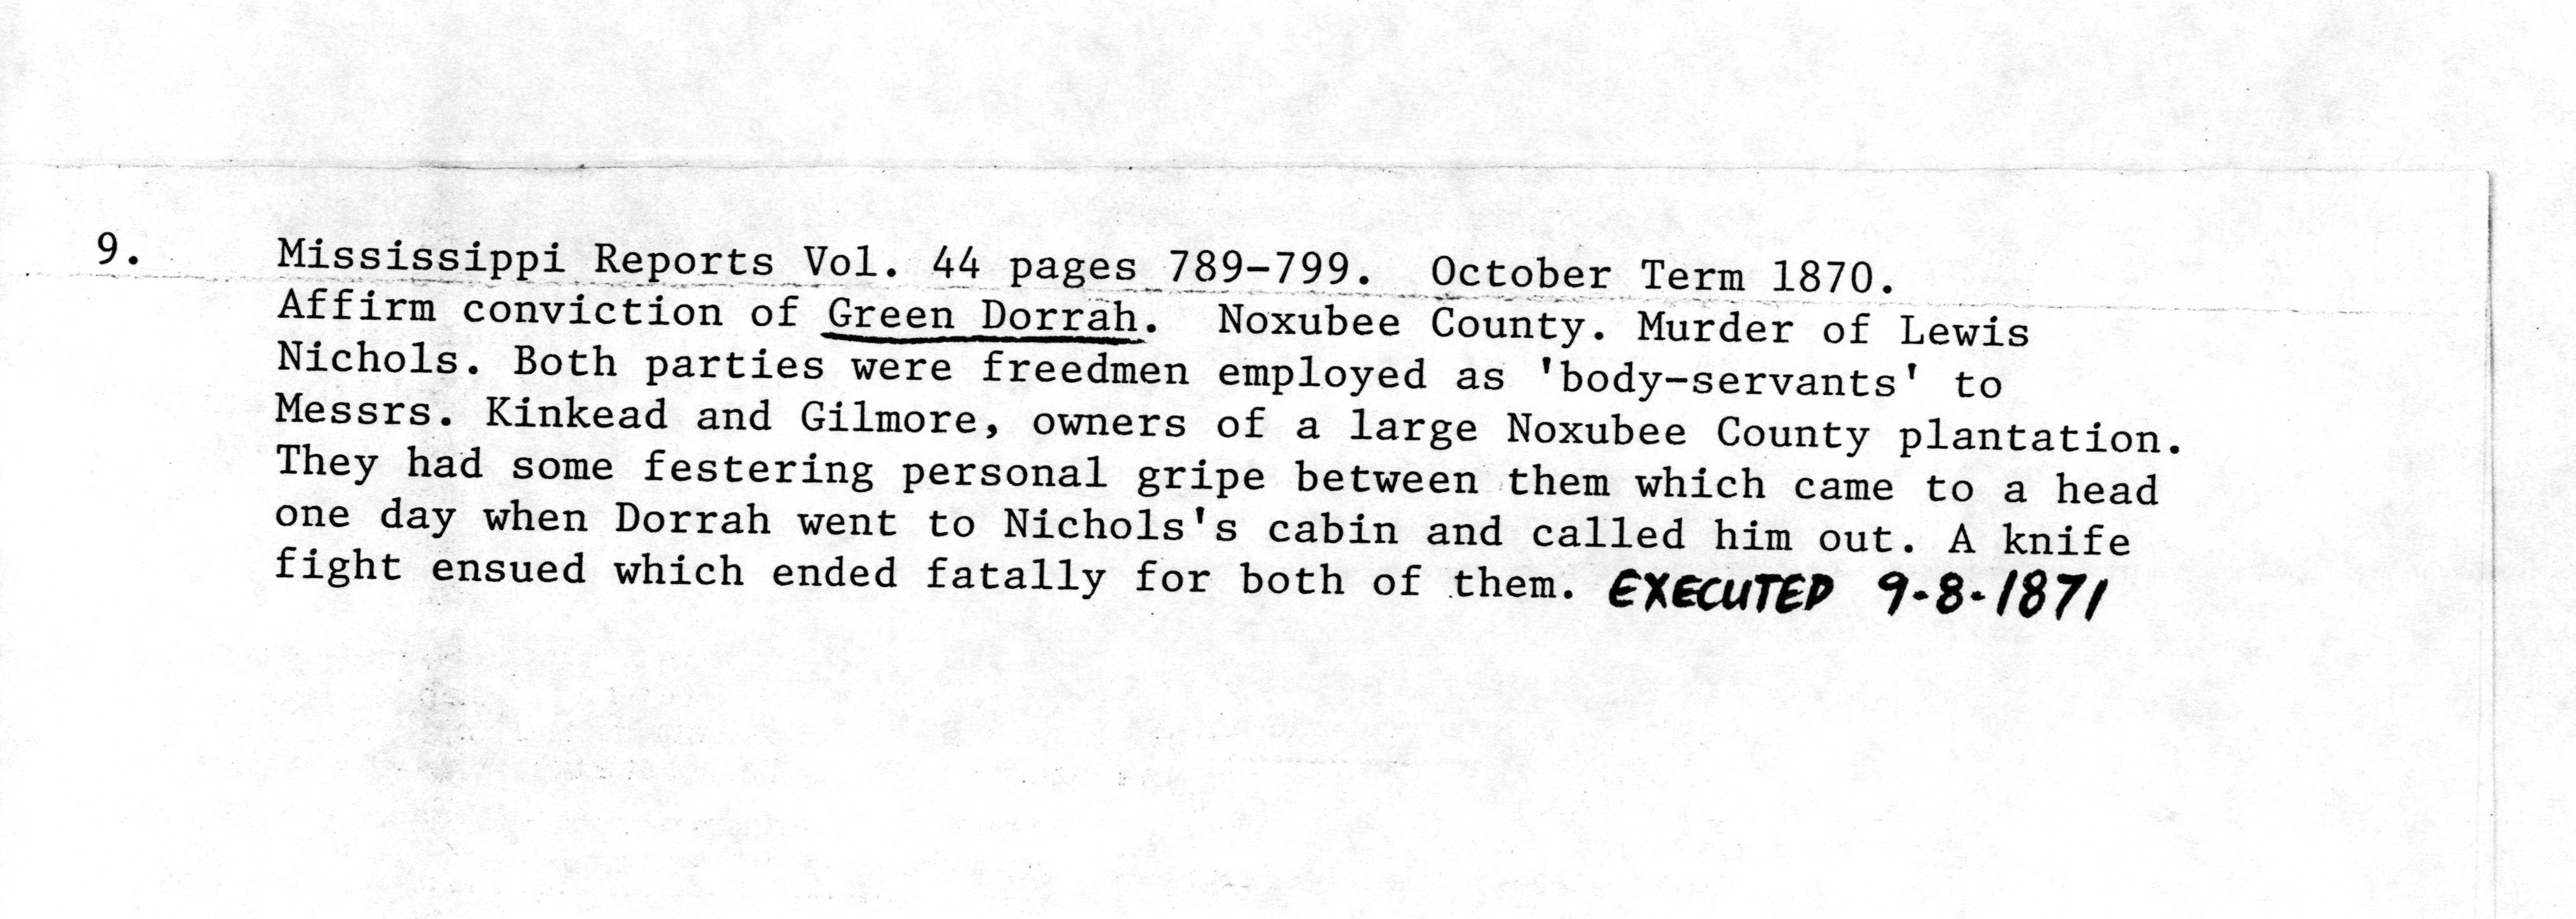 9. Mississippi Reports Vol. 44 pages 789-799. October Term 1870.
Affirm conviction of Green Dorrah. Noxubee County. Murder of Lewis
Nichols. Both parties were freedmen employed as 'body-servants' to
Messrs. Kinkead and Gilmore, owners of a large Noxubee County plantation.
They had some festering personal gripe between them which came to a head
one day when Dorrah went to Nichols's cabin and called him out. A knife
fight ensued which ended fatally for both of them. EXECUTED 9-8-1871